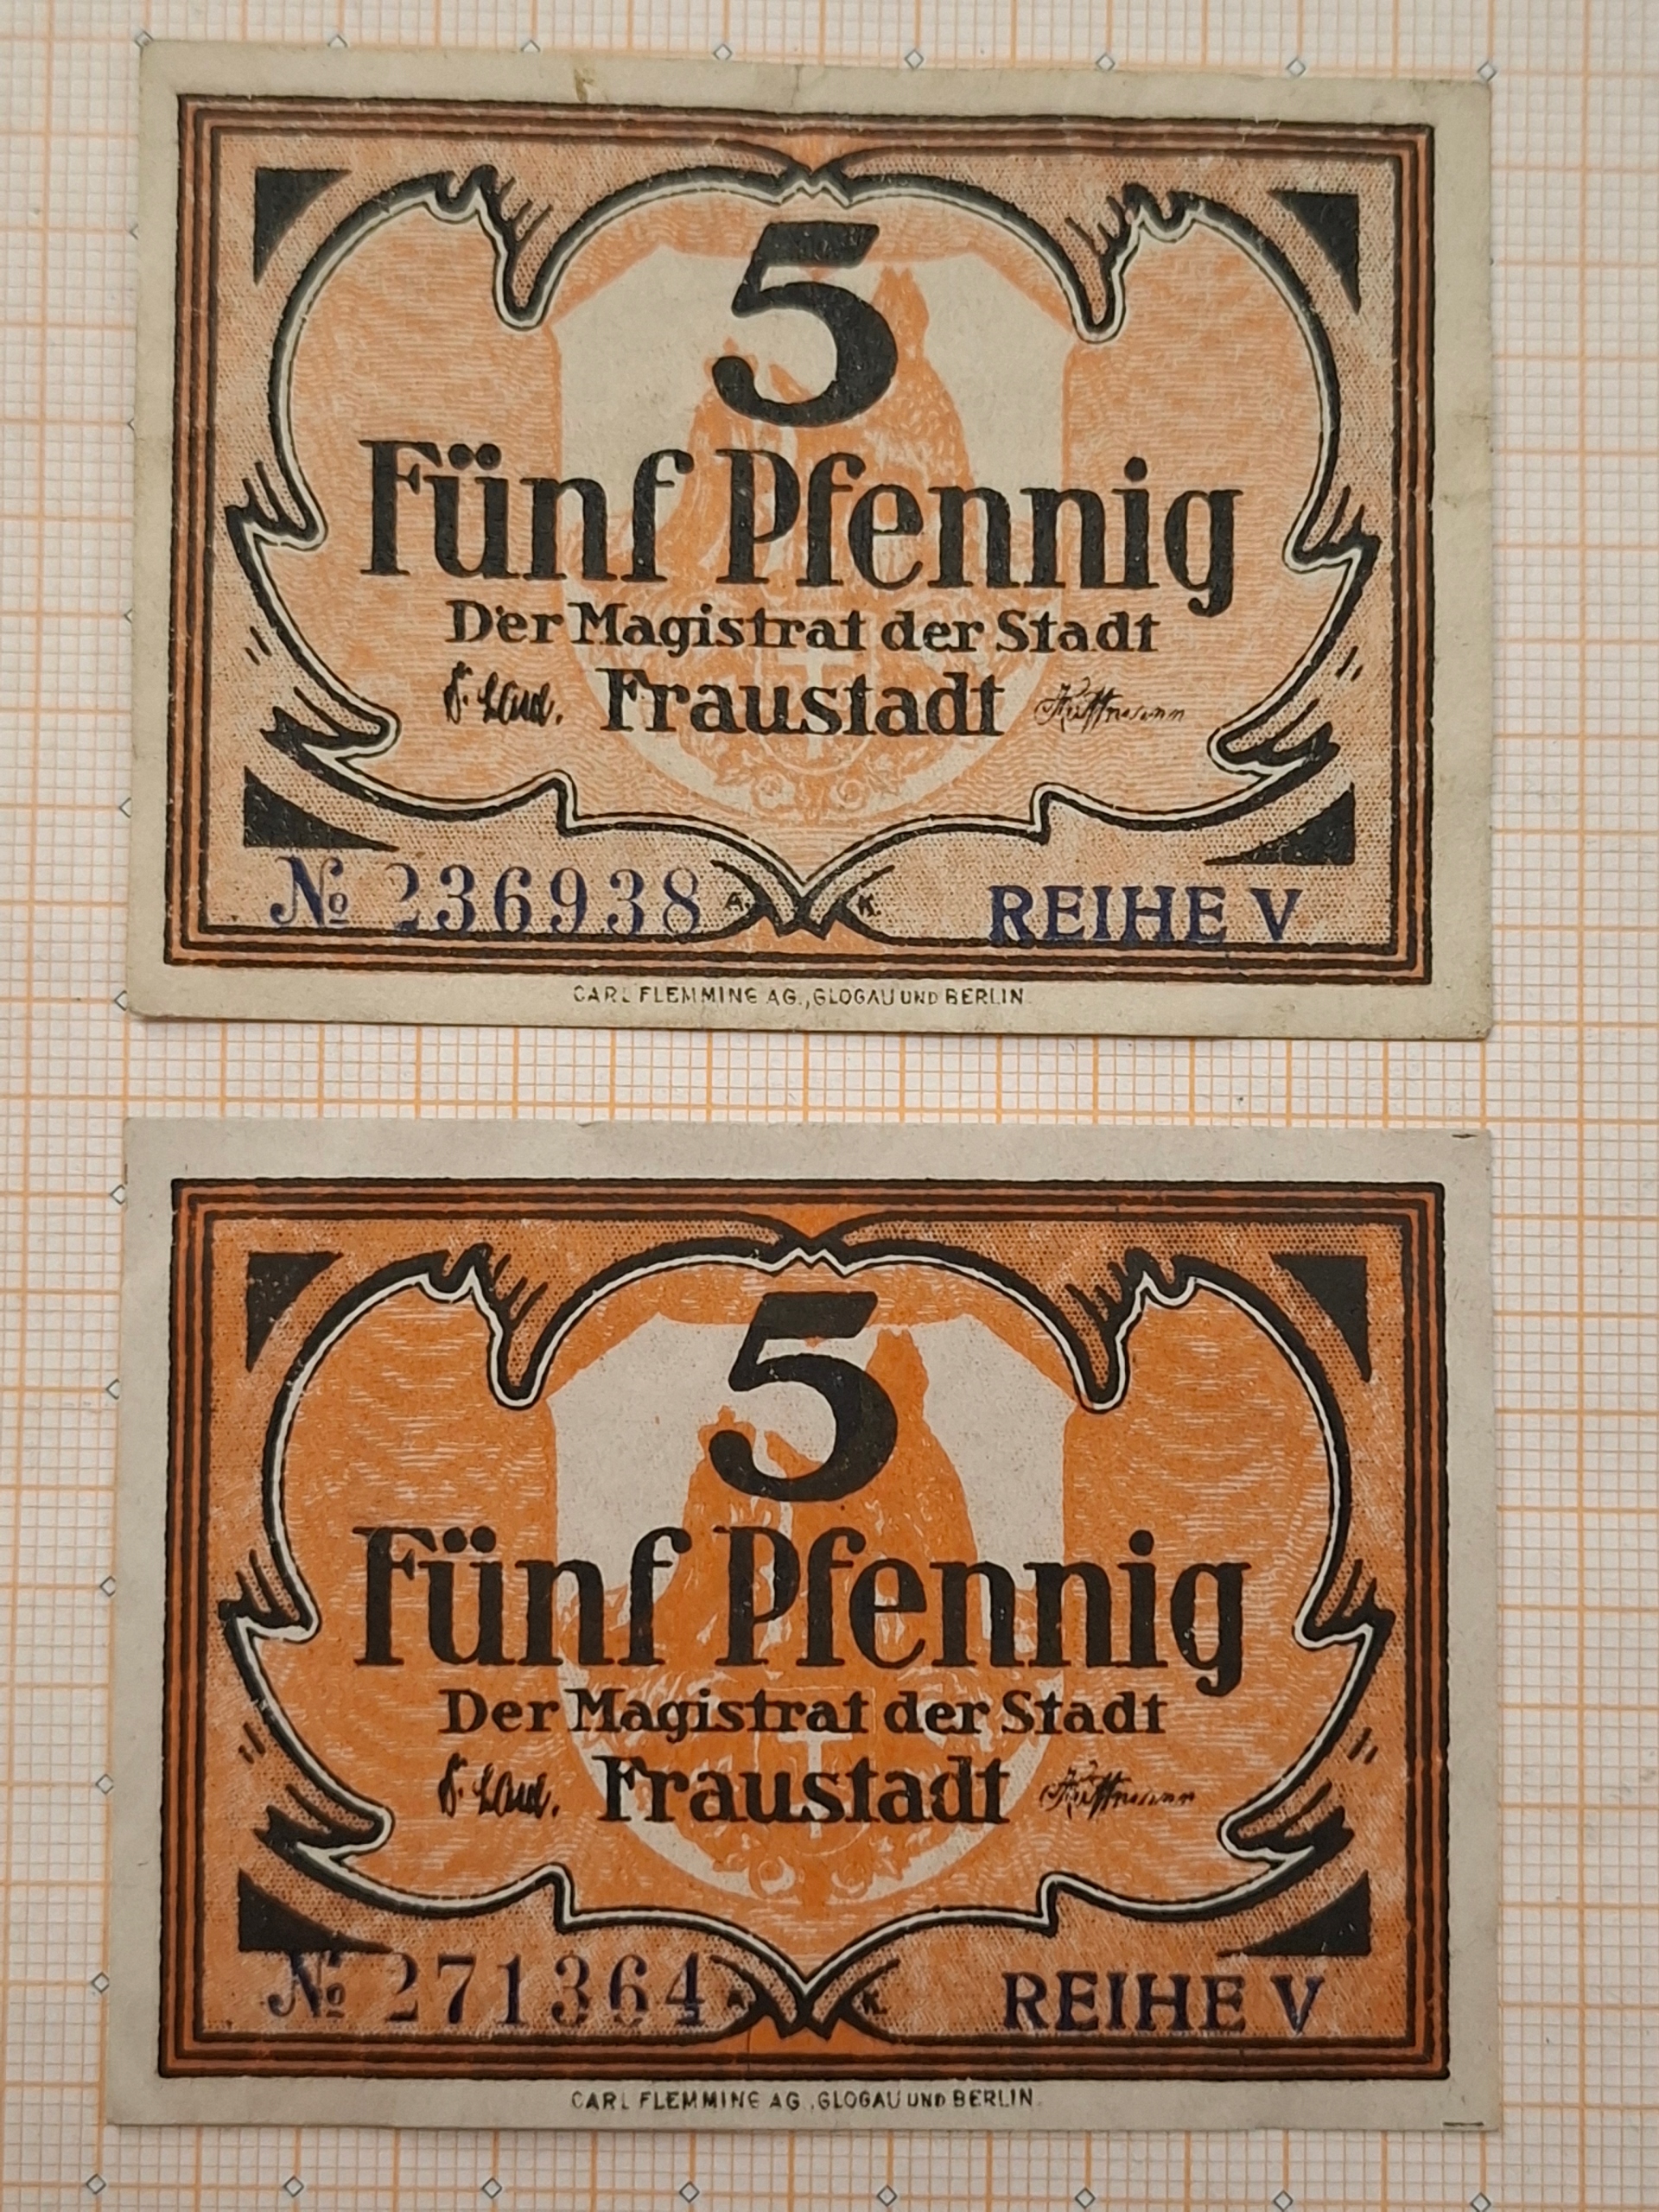 5
Fünf Pfennig
Der Magistrat der Stadt
Fraustadt
№ 236938 A. K. REIHE V
CARL FLEMMING AG., GLOGAU UND BERLIN.
5
Fünf Pfennig
Der Magistrat der Stadt
Fraustadt
№ 271364 A. K. REIHE V
CARL FLEMMING AG., GLOGAU UND BERLIN.